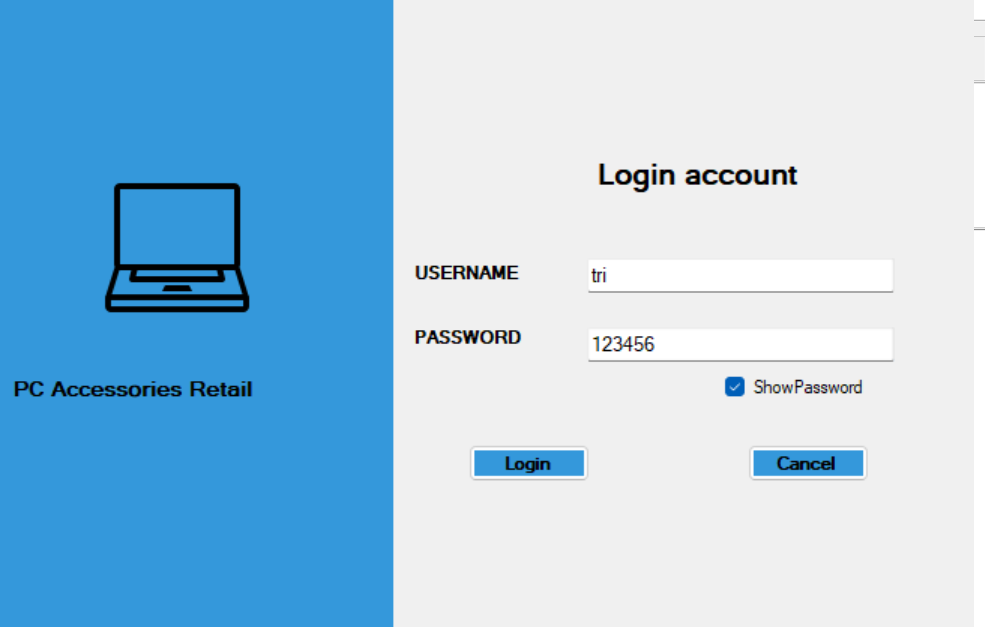 Login account
USERNAME
tri
PASSWORD
123456
ShowPassword
PC Accessories Retail
Login
Cancel